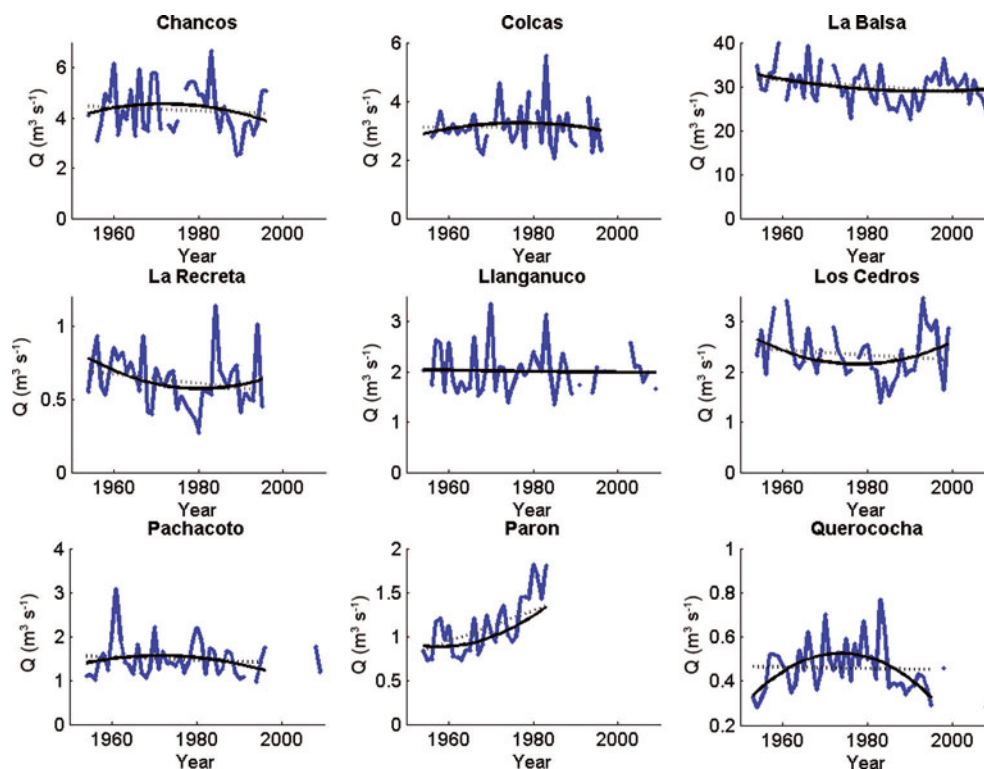 Chancos
Colcas
La Balsa
Q (m³ s⁻¹)
6
4
2
0
1960 1980 2000
Year
Q (m³ s⁻¹)
6
4
2
0
1960 1980 2000
Year
Q (m³ s⁻¹)
40
30
20
10
0
1960 1980 2000
Year
La Recreta
Llanganuco
Los Cedros
Q (m³ s⁻¹)
1
0.5
0
1960 1980 2000
Year
Q (m³ s⁻¹)
3
2
1
0
1960 1980 2000
Year
Q (m³ s⁻¹)
3
2
1
0
1960 1980 2000
Year
Pachacoto
Paron
Querococha
Q (m³ s⁻¹)
4
3
2
1
0
1960 1980 2000
Year
Q (m³ s⁻¹)
2
1.5
1
0.5
0
1960 1980 2000
Year
Q (m³ s⁻¹)
1
0.8
0.6
0.4
0.2
1960 1980 2000
Year